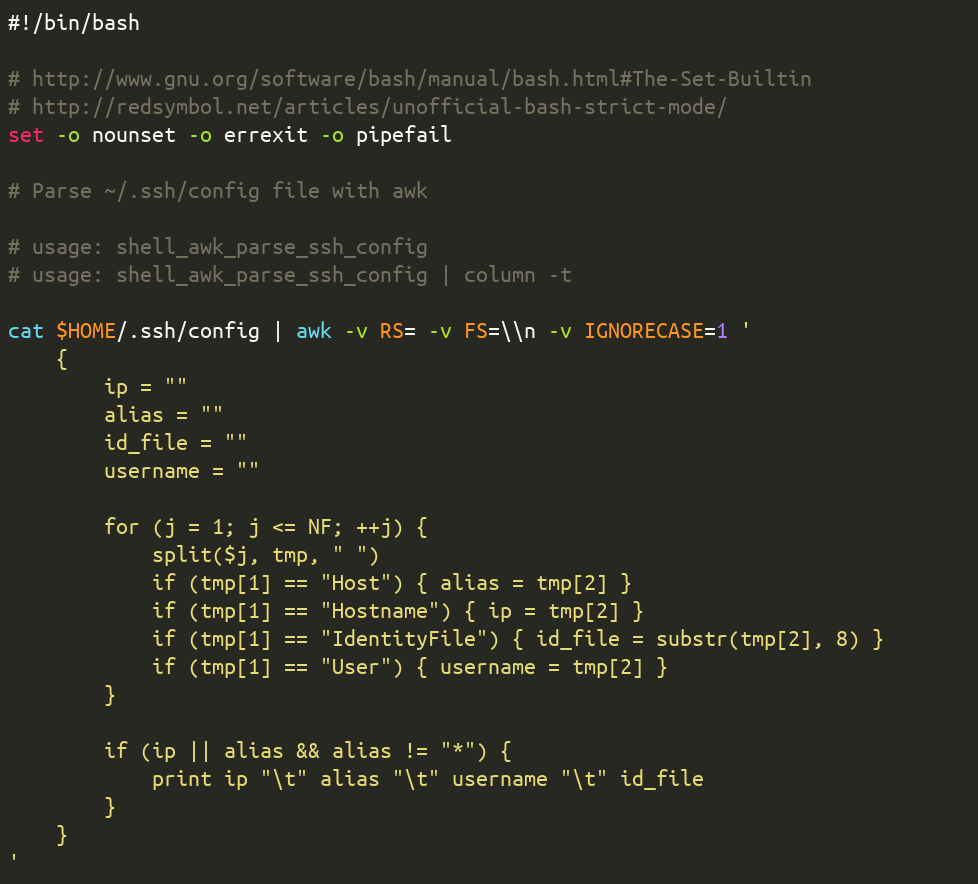 #!/bin/bash

# http://www.gnu.org/software/bash/manual/bash.html#The-Set-Builtin
# http://redsymbol.net/articles/unofficial-bash-strict-mode/
set -o nounset -o errexit -o pipefail

# Parse ~/.ssh/config file with awk

# usage: shell_awk_parse_ssh_config
# usage: shell_awk_parse_ssh_config | column -t

cat $HOME/.ssh/config | awk -v RS= -v FS=\\n -v IGNORECASE=1 '
    {
        ip = ""
        alias = ""
        id_file = ""
        username = ""

        for (j = 1; j <= NF; ++j) {
            split($j, tmp, " ")
            if (tmp[1] == "Host") { alias = tmp[2] }
            if (tmp[1] == "Hostname") { ip = tmp[2] }
            if (tmp[1] == "IdentityFile") { id_file = substr(tmp[2], 8) }
            if (tmp[1] == "User") { username = tmp[2] }
        }

        if (ip || alias && alias != "*") {
            print ip "\t" alias "\t" username "\t" id_file
        }
    }
'